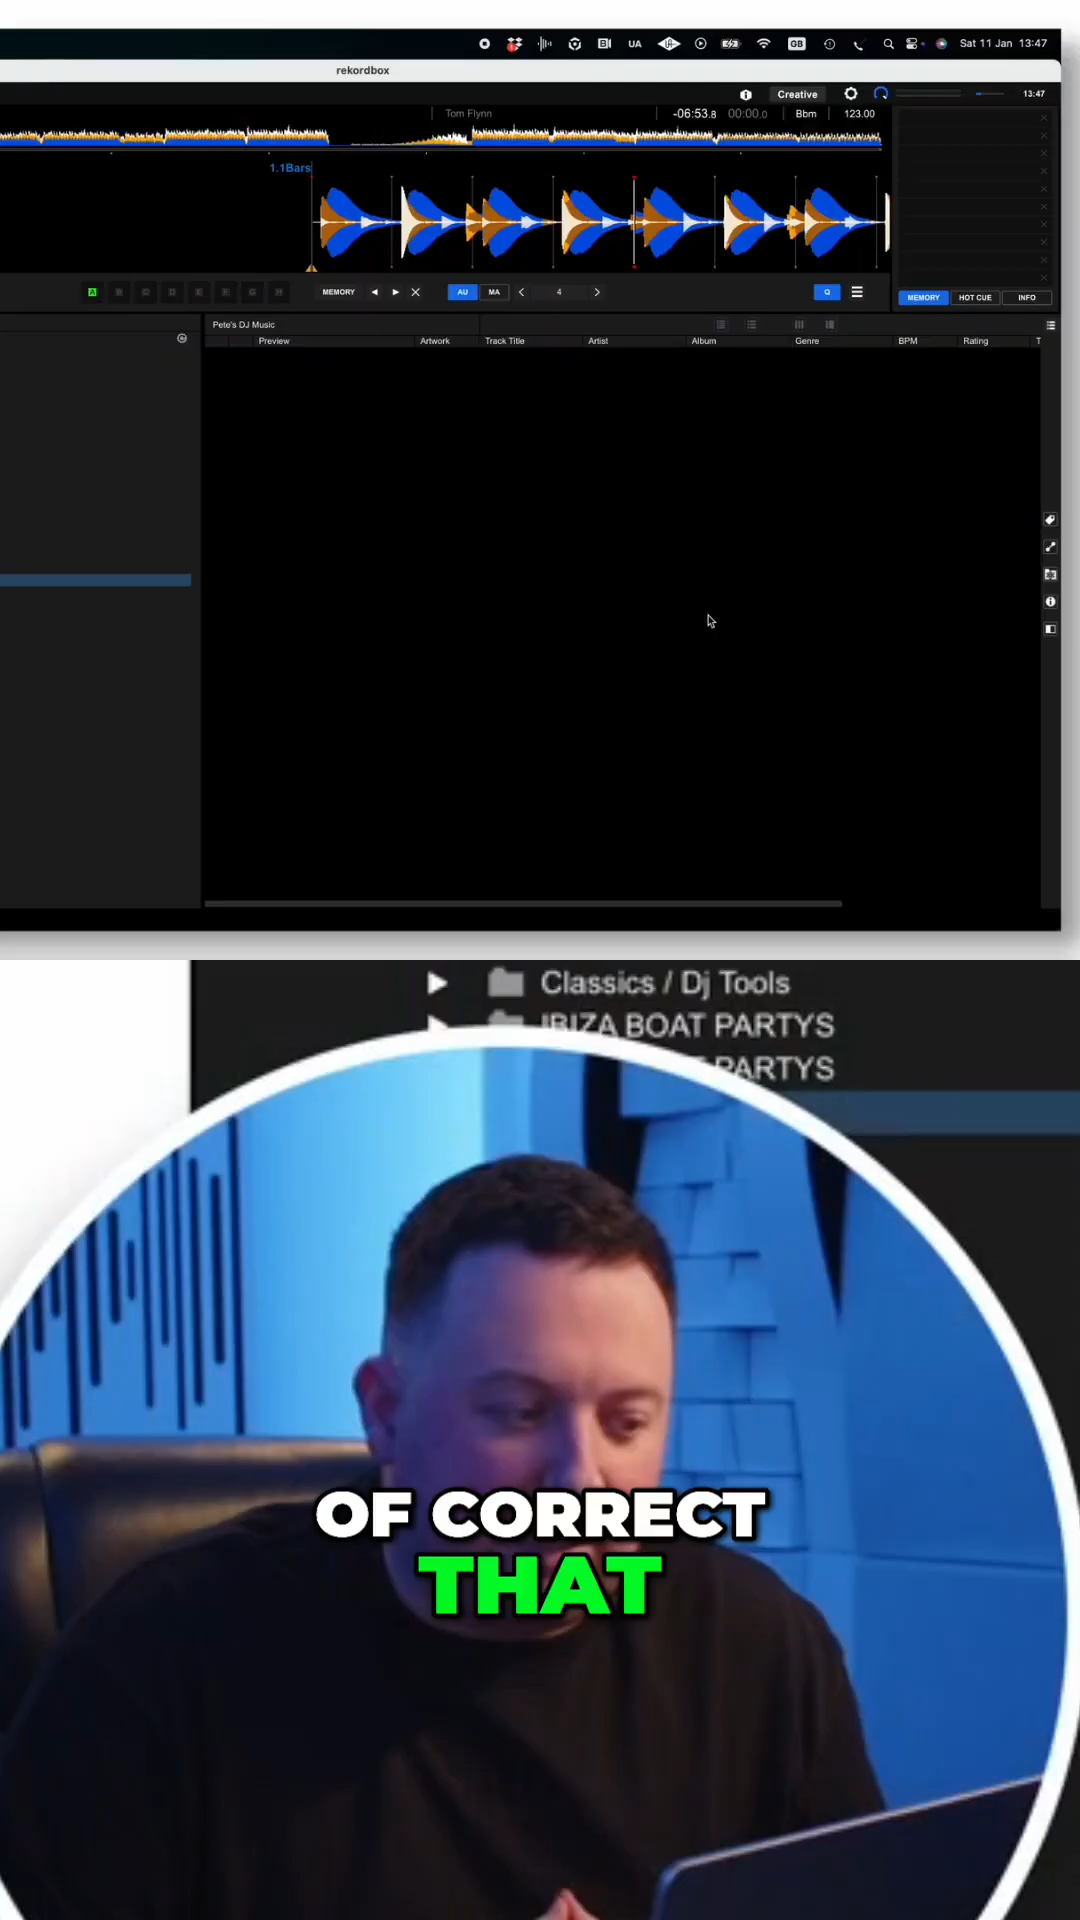 UA
GB
Sat 11 Jan 13:47
rekordbox
Creative
13:47
Tom Flynn
-06:53.8 00:00.0 Bbm 123.00
1.1Bars
A B C D E F G H
MEMORY
AU MA 4
Q
MEMORY HOT CUE INFO
Pete's DJ Music
Preview Artwork Track Title Artist Album Genre BPM Rating T
Classics / Dj Tools
IBIZA BOAT PARTYS
PARTYS
OF CORRECT
THAT